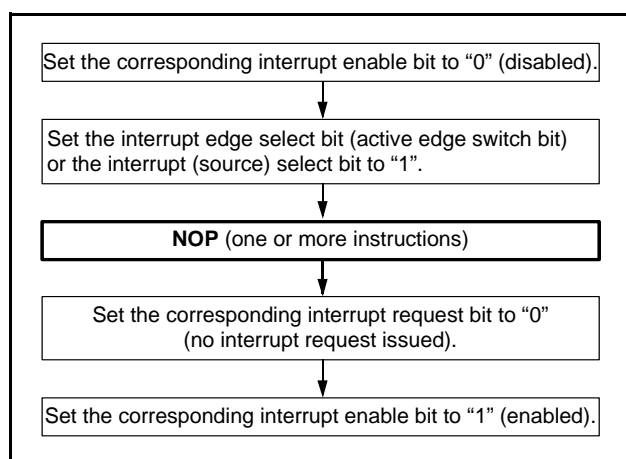 Set the corresponding interrupt enable bit to “0” (disabled).
Set the interrupt edge select bit (active edge switch bit)
or the interrupt (source) select bit to “1”.
NOP (one or more instructions)
Set the corresponding interrupt request bit to “0”
(no interrupt request issued).
Set the corresponding interrupt enable bit to “1” (enabled).